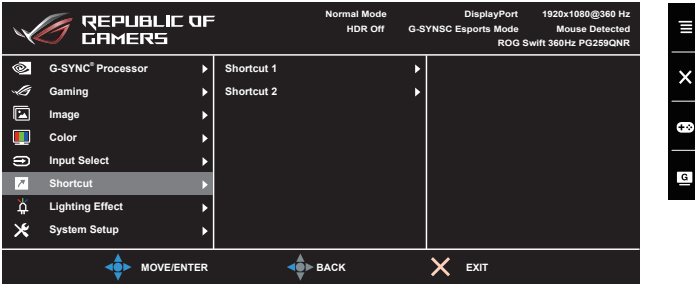 REPUBLIC OF
GAMERS
Normal Mode DisplayPort 1920x1080@360 Hz
HDR Off G-SYNSC Esports Mode Mouse Detected
ROG Swift 360Hz PG259QNR
G-SYNC® Processor
Gaming
Image
Color
Input Select
Shortcut
Lighting Effect
System Setup
Shortcut 1
Shortcut 2
MOVE/ENTER BACK EXIT
G